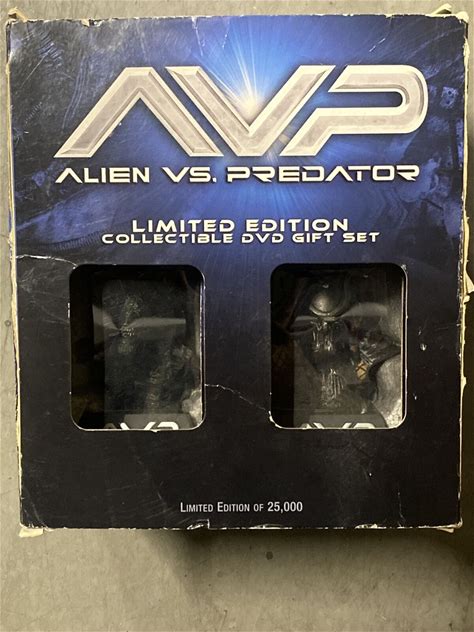 AVP
ALIEN VS. PREDATOR
LIMITED EDITION
COLLECTIBLE DVD GIFT SET
AVP AVP
LIMITED EDITION OF 25,000